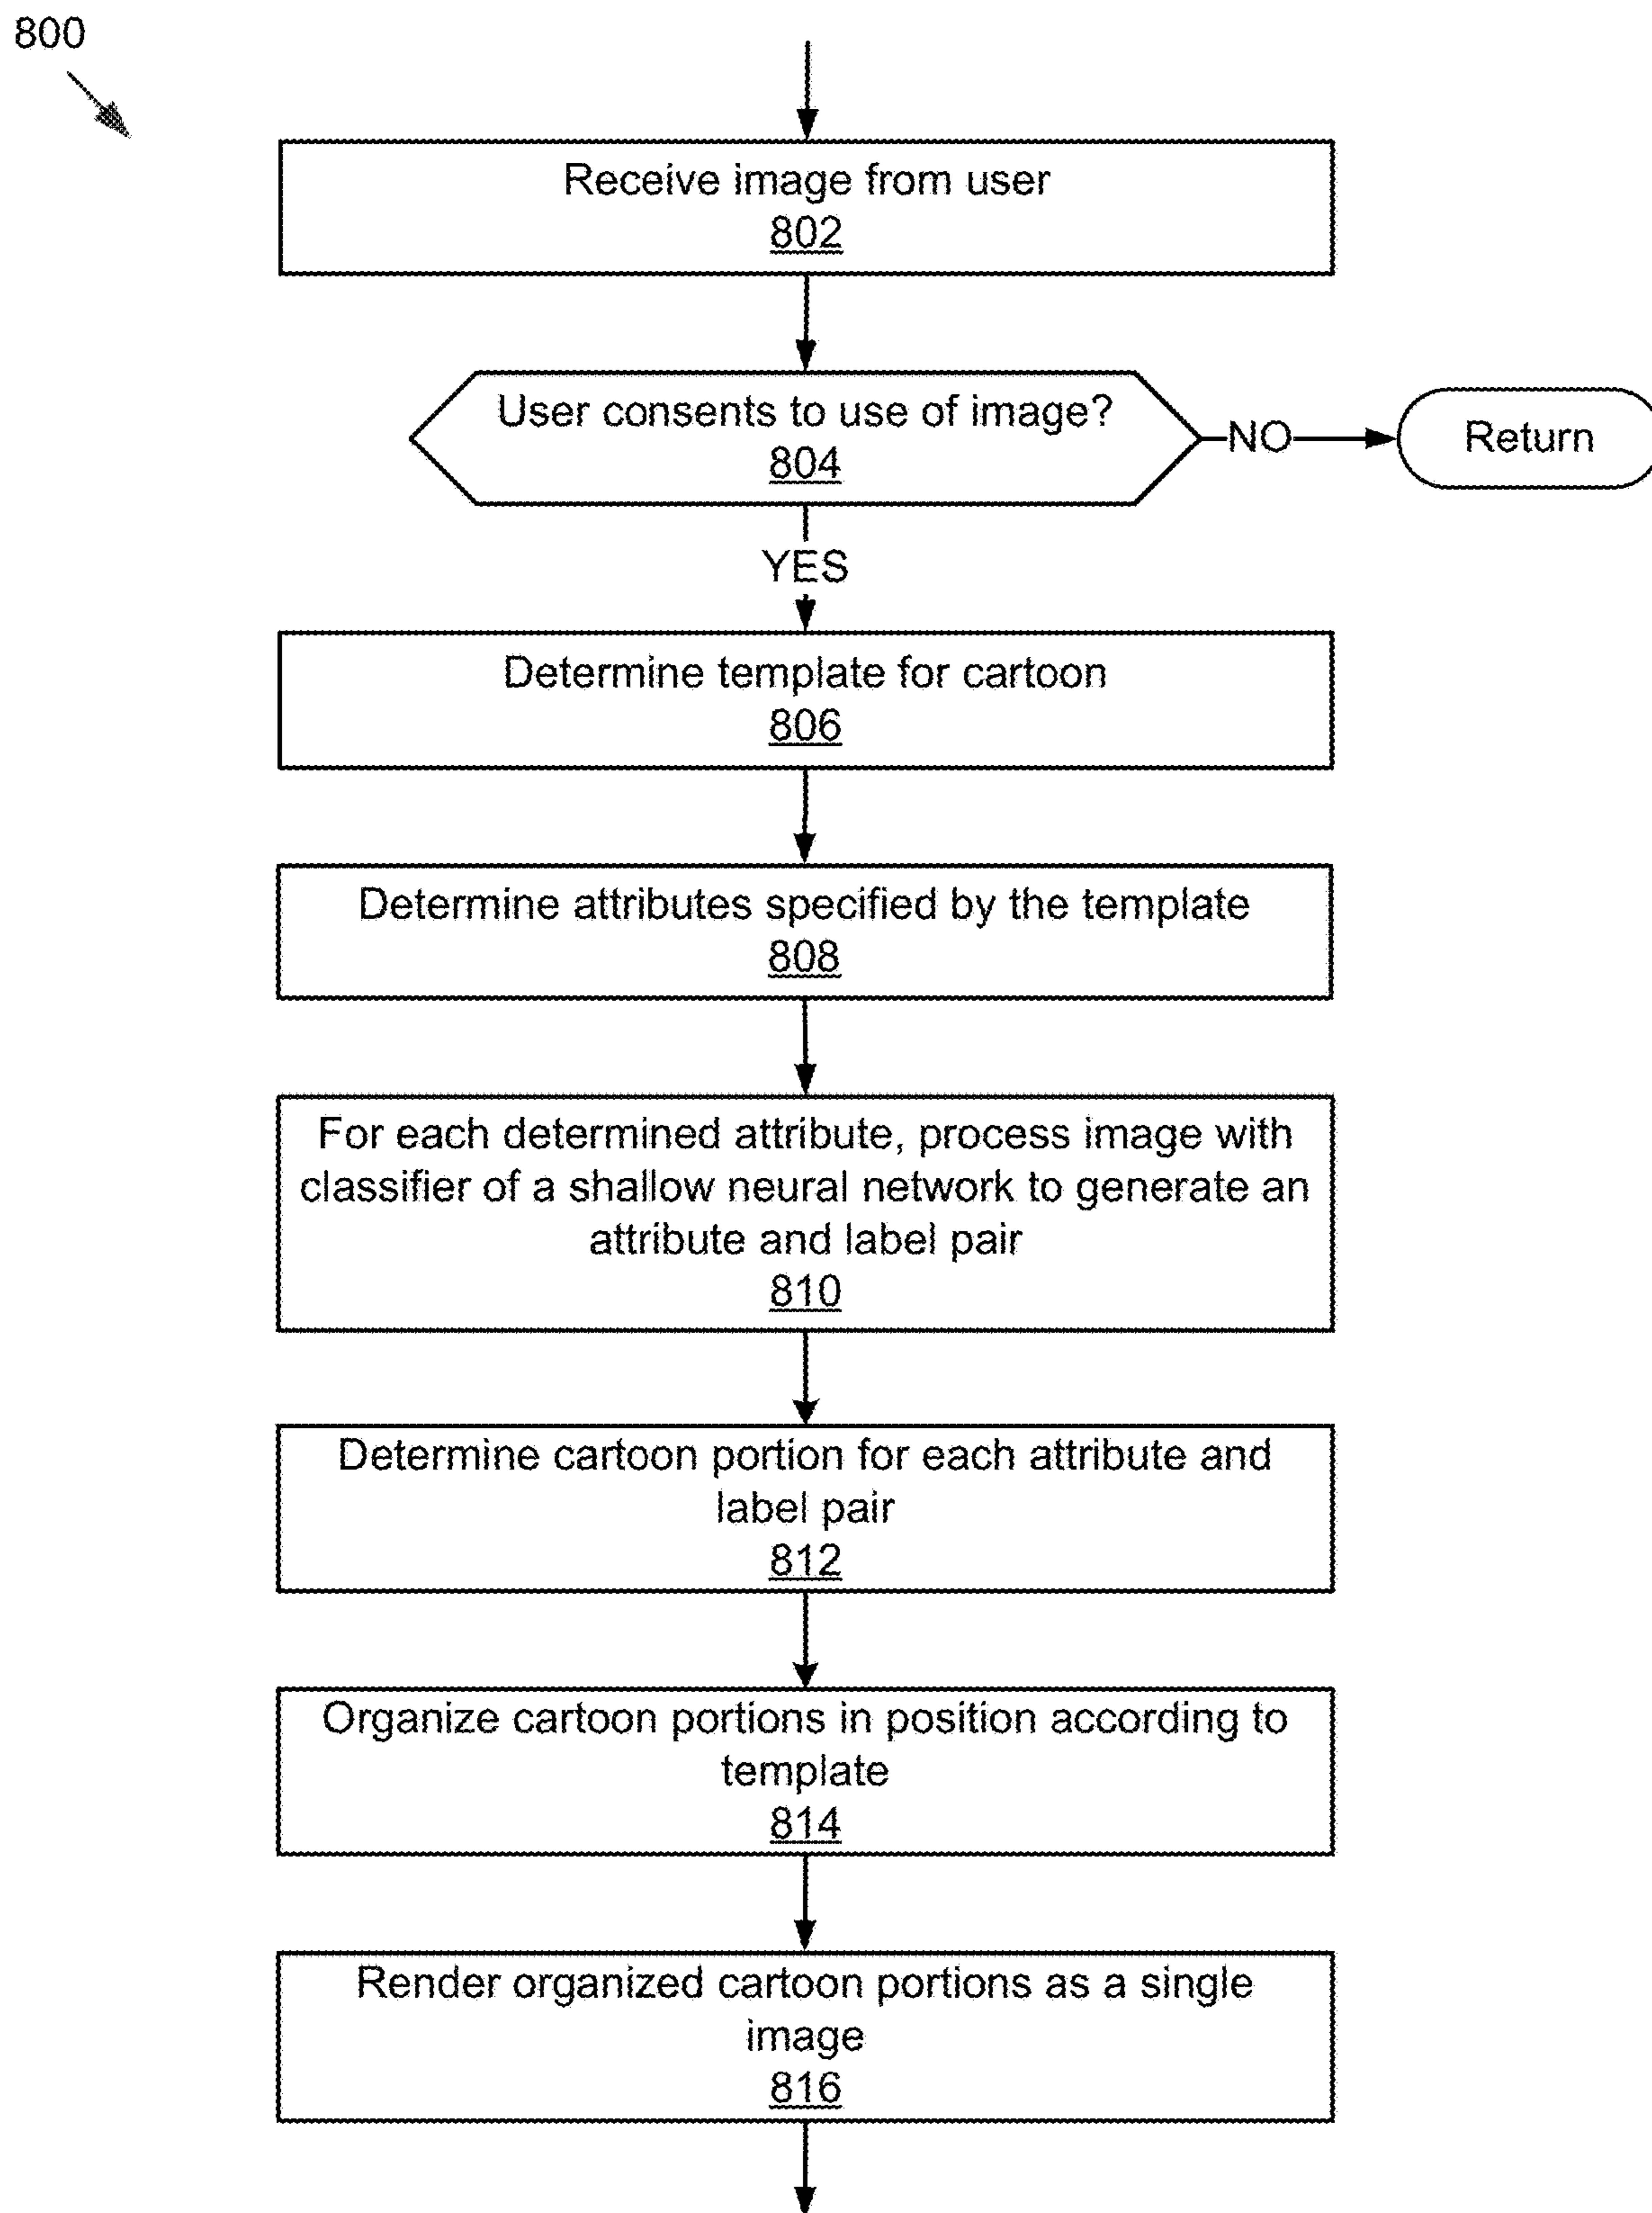 800
Receive image from user
802
User consents to use of image?
804
NO
Return
YES
Determine template for cartoon
806
Determine attributes specified by the template
808
For each determined attribute, process image with
classifier of a shallow neural network to generate an
attribute and label pair
810
Determine cartoon portion for each attribute and
label pair
812
Organize cartoon portions in position according to
template
814
Render organized cartoon portions as a single
image
816